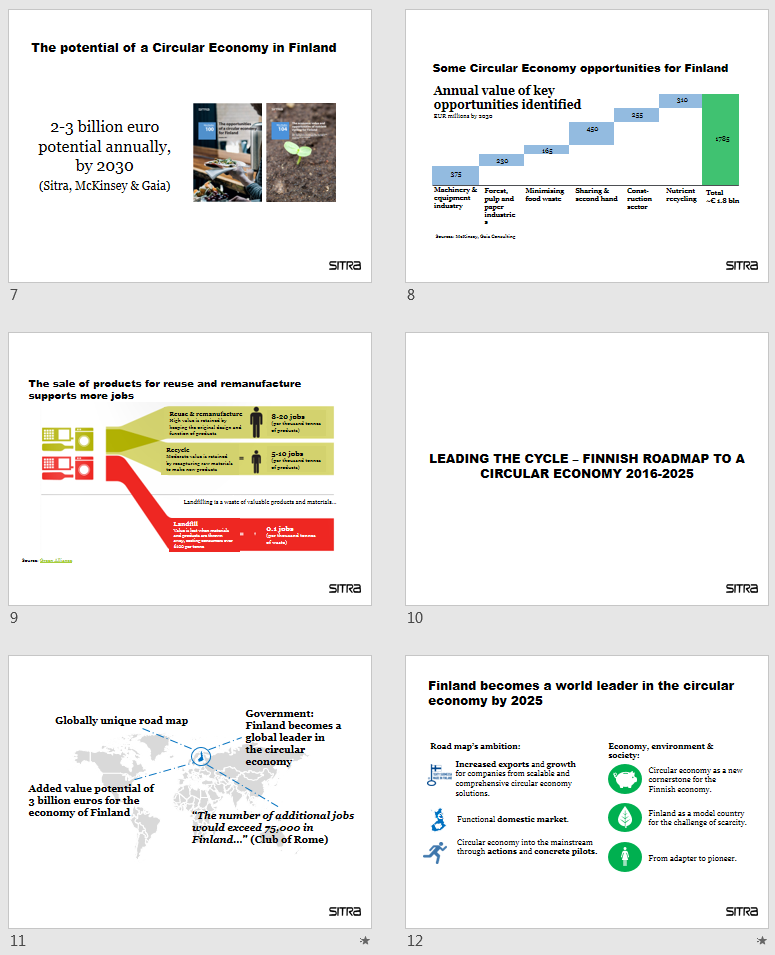 The potential of a Circular Economy in Finland
2-3 billion euro
potential annually,
by 2030
(Sitra, McKinsey & Gaia)
SITRA
7
Some Circular Economy opportunities for Finland
Annual value of key
opportunities identified
EUR millions by 2030
375
230
165
450
255
310
1785
Machinery &
equipment
industry
Forest,
pulp and
paper
industrie
s
Minimising
food waste
Sharing &
second hand
Const-
ruction
sector
Nutrient
recycling
Total
~€ 1.8 bln
Sources: McKinsey, Gaia Consulting
SITRA
8
The sale of products for reuse and remanufacture
supports more jobs
Reuse & remanufacture
High value is retained by
keeping the original design and
function of products
8-20 jobs
(per thousand tonnes
of products)
Recycle
Moderate value is retained
by recapturing raw materials
to make new products
=
5-10 jobs
(per thousand tonnes
of products)
Landfilling is a waste of valuable products and materials...
Landfill
Value is lost when materials
and products are thrown
away, costing consumers over
=
0.1 jobs
(per thousand tonnes
of waste)
Source: Green Alliance
SITRA
9
LEADING THE CYCLE – FINNISH ROADMAP TO A
CIRCULAR ECONOMY 2016-2025
SITRA
10
Globally unique road map
Government:
Finland becomes a
global leader in
the circular
economy
Added value potential of
3 billion euros for the
economy of Finland
“The number of additional jobs
would exceed 75,000 in
Finland...” (Club of Rome)
SITRA
11
Finland becomes a world leader in the circular
economy by 2025
Road map's ambition:
Increased exports and growth
for companies from scalable and
comprehensive circular economy
solutions.
Functional domestic market.
Circular economy into the mainstream
through actions and concrete pilots.
Economy, environment &
society:
Circular economy as a new
cornerstone for the
Finnish economy.
Finland as a model country
for the challenge of scarcity.
From adapter to pioneer.
SITRA
12